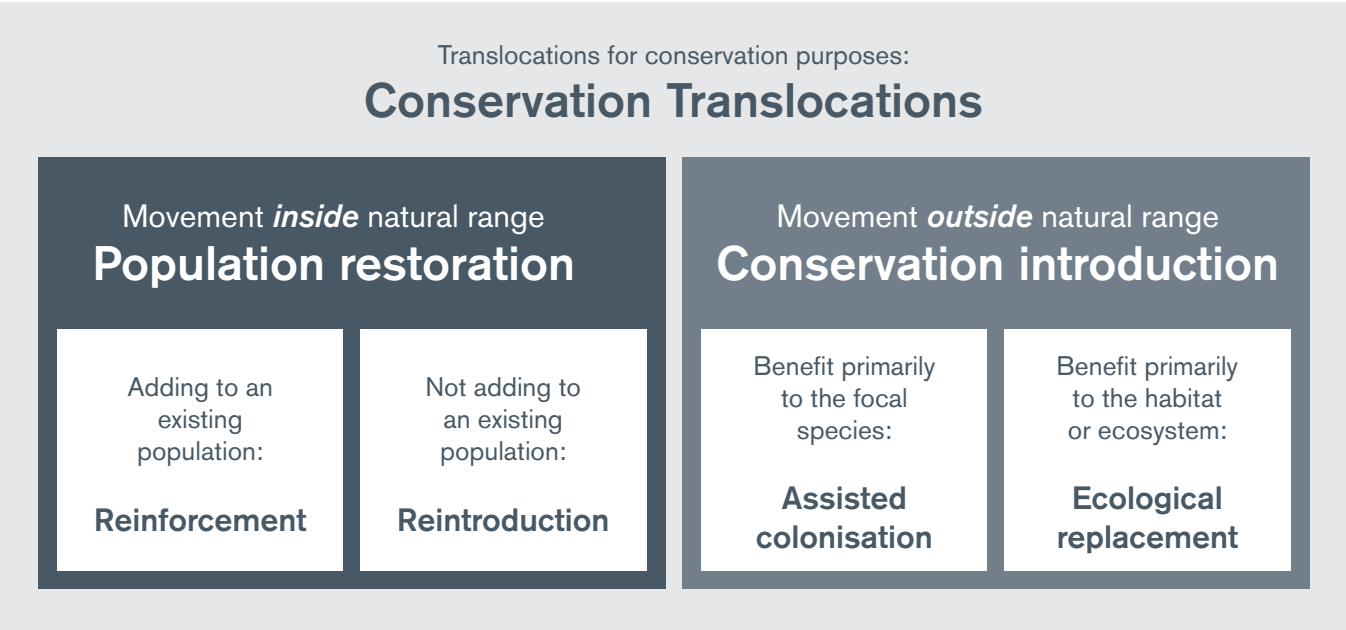 Translocations for conservation purposes:
Conservation Translocations
Movement inside natural range
Population restoration
Adding to an
existing
population:
Reinforcement
Not adding to
an existing
population:
Reintroduction
Movement outside natural range
Conservation introduction
Benefit primarily
to the focal
species:
Assisted
colonisation
Benefit primarily
to the habitat
or ecosystem:
Ecological
replacement